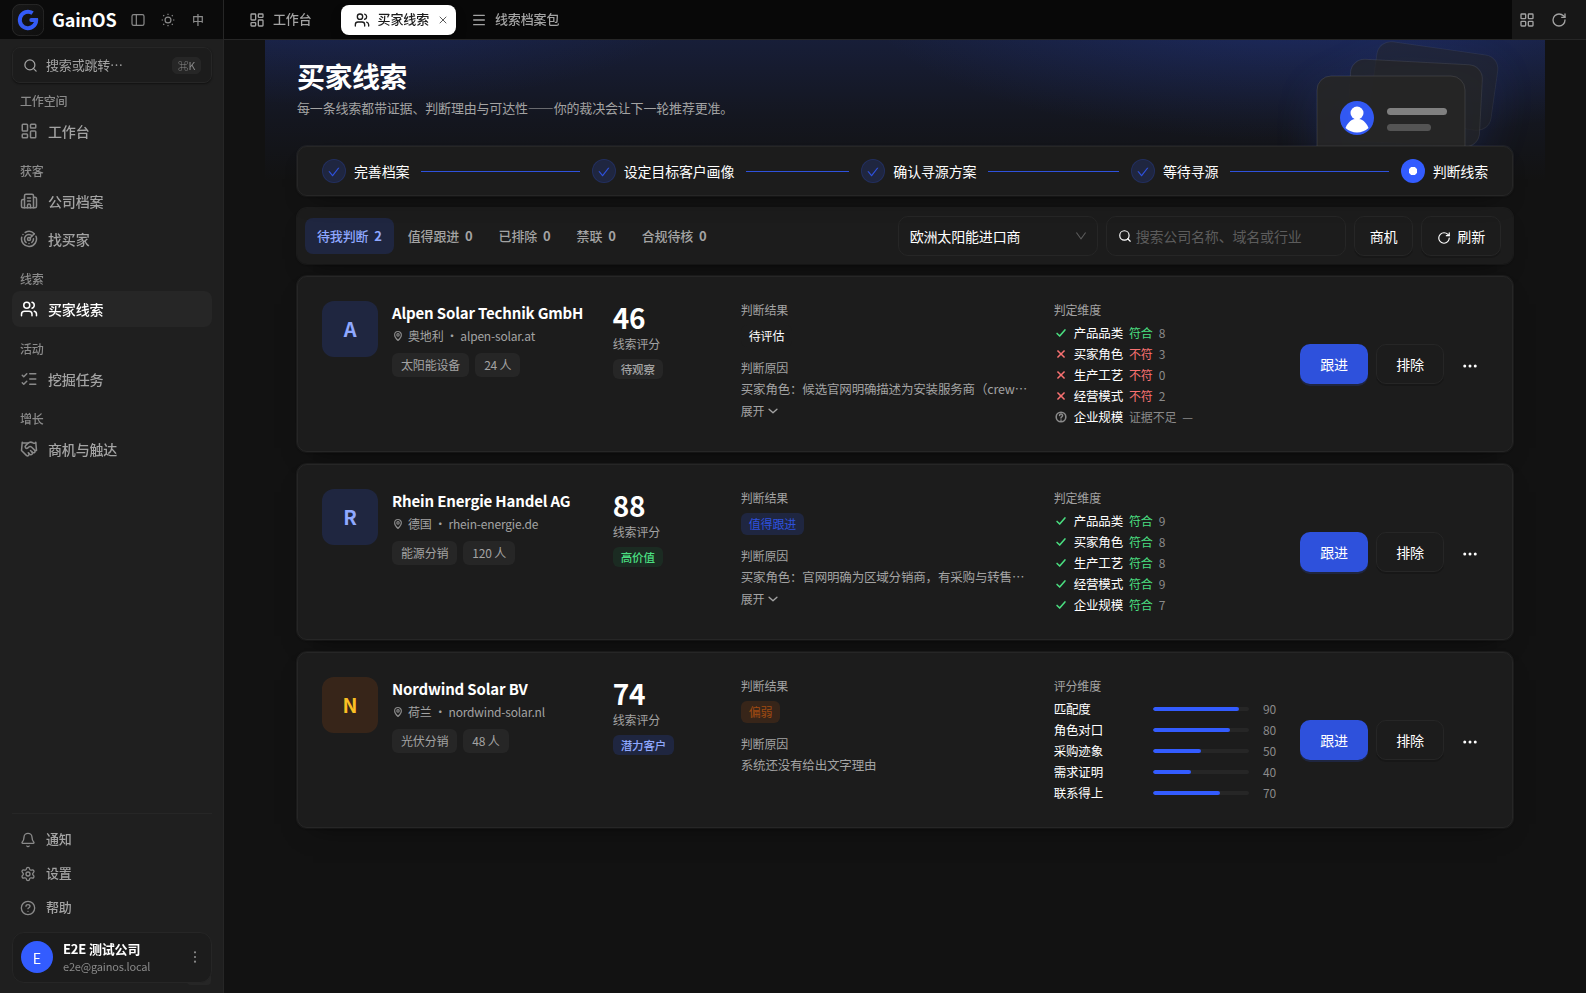 GainOS
中
工作台
买家线索
线索档案包
搜索或跳转…
⌘K
工作空间
工作台
获客
公司档案
找买家
线索
买家线索
活动
挖掘任务
增长
商机与触达
通知
设置
帮助
E
E2E 测试公司
e2e@gainos.local
买家线索
每一条线索都带证据、判断理由与可达性——你的裁决会让下一轮推荐更准。
完善档案
设定目标客户画像
确认寻源方案
等待寻源
判断线索
待我判断 2
值得跟进 0
已排除 0
禁联 0
合规待核 0
欧洲太阳能进口商
搜索公司名称、域名或行业
商机
刷新
A
Alpen Solar Technik GmbH
奥地利 · alpen-solar.at
太阳能设备
24 人
46
线索评分
待观察
判断结果
待评估
判断原因
买家角色：候选官网明确描述为安装服务商（crew…
展开
判定维度
产品品类 符合 8
买家角色 不符 3
生产工艺 不符 0
经营模式 不符 2
企业规模 证据不足 —
跟进
排除
R
Rhein Energie Handel AG
德国 · rhein-energie.de
能源分销
120 人
88
线索评分
高价值
判断结果
值得跟进
判断原因
买家角色：官网明确为区域分销商，有采购与转售…
展开
判定维度
产品品类 符合 9
买家角色 符合 8
生产工艺 符合 8
经营模式 符合 9
企业规模 符合 7
跟进
排除
N
Nordwind Solar BV
荷兰 · nordwind-solar.nl
光伏分销
48 人
74
线索评分
潜力客户
判断结果
偏弱
判断原因
系统还没有给出文字理由
评分维度
匹配度 90
角色对口 80
采购迹象 50
需求证明 40
联系得上 70
跟进
排除